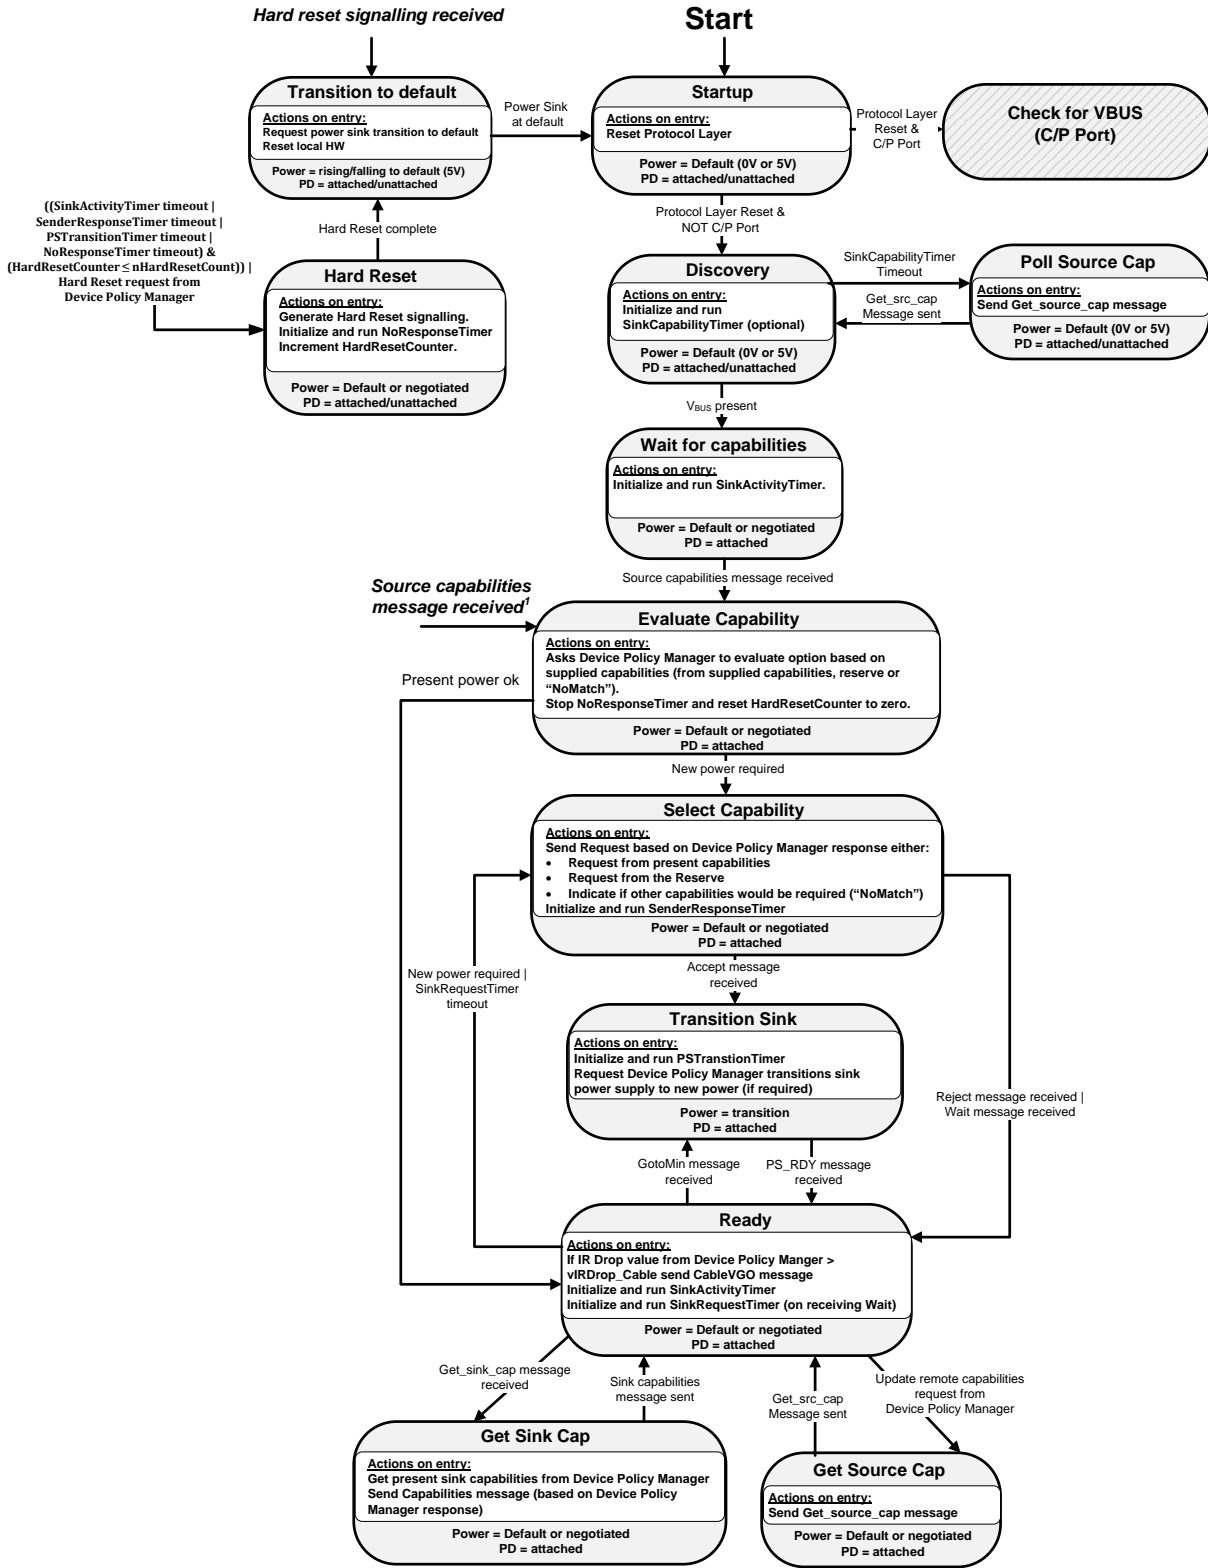 Hard reset signalling received
Start
Transition to default
Actions on entry:
Request power sink transition to default
Reset local HW
Power = rising/falling to default (5V)
PD = attached/unattached
Power Sink
at default
Startup
Actions on entry:
Reset Protocol Layer
Power = Default (0V or 5V)
PD = attached/unattached
Protocol Layer
Reset &
C/P Port
Check for VBUS
(C/P Port)
((SinkActivityTimer timeout |
SenderResponseTimer timeout |
PSTransitionTimer timeout |
NoResponseTimer timeout) &
(HardResetCounter ≤ nHardResetCount)) |
Hard Reset request from
Device Policy Manager
Hard Reset complete
Hard Reset
Actions on entry:
Generate Hard Reset signalling.
Initialize and run NoResponseTimer
Increment HardResetCounter.
Power = Default or negotiated
PD = attached/unattached
Protocol Layer Reset &
NOT C/P Port
Discovery
Actions on entry:
Initialize and run
SinkCapabilityTimer (optional)
Power = Default (0V or 5V)
PD = attached/unattached
SinkCapabilityTimer
Timeout
Get_src_cap
Message sent
Poll Source Cap
Actions on entry:
Send Get_source_cap message
Power = Default (0V or 5V)
PD = attached/unattached
VBUS present
Wait for capabilities
Actions on entry:
Initialize and run SinkActivityTimer.
Power = Default or negotiated
PD = attached
Source capabilities message received
Source capabilities
message received1
Evaluate Capability
Actions on entry:
Asks Device Policy Manager to evaluate option based on
supplied capabilities (from supplied capabilities, reserve or
“NoMatch”).
Stop NoResponseTimer and reset HardResetCounter to zero.
Power = Default or negotiated
PD = attached
Present power ok
New power required
Select Capability
Actions on entry:
Send Request based on Device Policy Manager response either:
• Request from present capabilities
• Request from the Reserve
• Indicate if other capabilities would be required (“NoMatch”)
Initialize and run SenderResponseTimer
Power = Default or negotiated
PD = attached
New power required |
SinkRequestTimer
timeout
Accept message
received
Transition Sink
Actions on entry:
Initialize and run PSTranstionTimer
Request Device Policy Manager transitions sink
power supply to new power (if required)
Power = transition
PD = attached
Reject message received |
Wait message received
GotoMin message
received
PS_RDY message
received
Ready
Actions on entry:
If IR Drop value from Device Policy Manger >
vIRDrop_Cable send CableVGO message
Initialize and run SinkActivityTimer
Initialize and run SinkRequestTimer (on receiving Wait)
Power = Default or negotiated
PD = attached
Get_sink_cap message
received
Sink capabilities
message sent
Get_src_cap
Message sent
Update remote capabilities
request from
Device Policy Manager
Get Sink Cap
Actions on entry:
Get present sink capabilities from Device Policy Manager
Send Capabilities message (based on Device Policy
Manager response)
Power = Default or negotiated
PD = attached
Get Source Cap
Actions on entry:
Send Get_source_cap message
Power = Default or negotiated
PD = attached